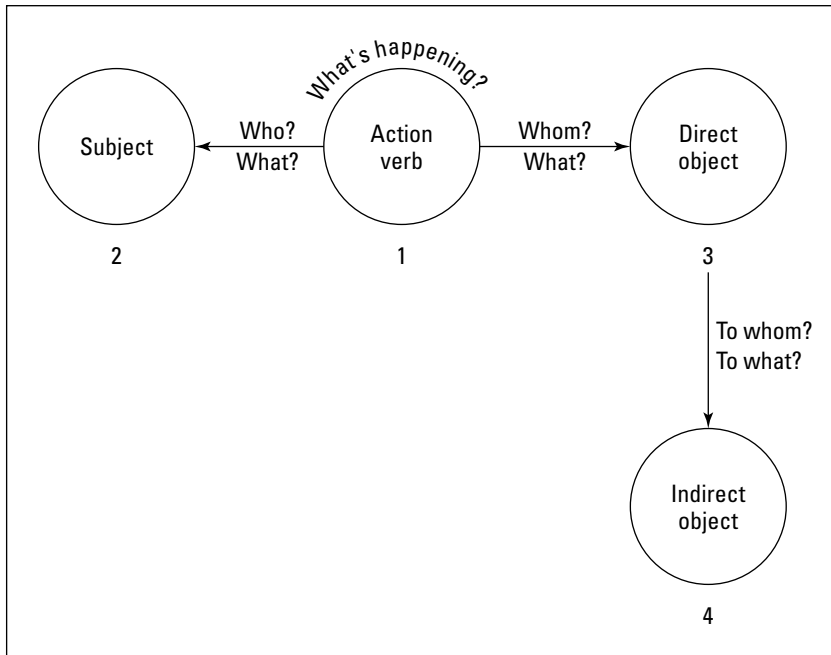 What's happening?
Subject
Who?
What?
Action
verb
Whom?
What?
Direct
object
2
1
3
To whom?
To what?
Indirect
object
4